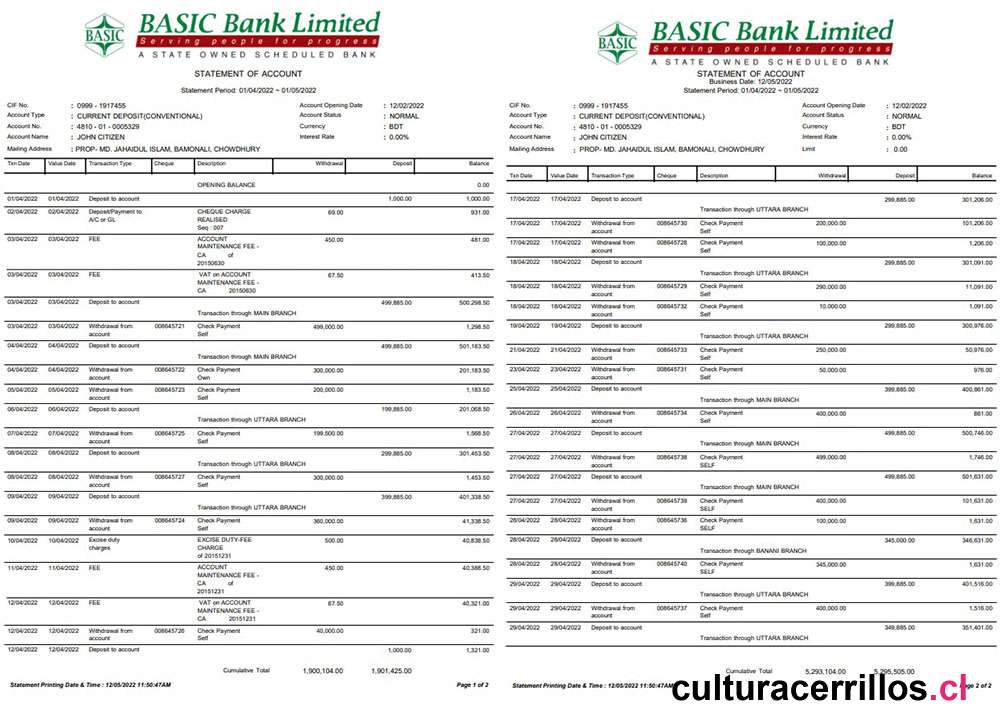 BASIC Bank Limited
Serving people for progress
A STATE OWNED SCHEDULED BANK
BASIC
STATEMENT OF ACCOUNT
Statement Period: 01/04/2022 ~ 01/05/2022
CIF No. : 0999 - 1917455 Account Opening Date : 12/02/2022
Account Type : CURRENT DEPOSIT(CONVENTIONAL) Account Status : NORMAL
Account No. : 4810 - 01 - 0005329 Currency : BDT
Account Name : JOHN CITIZEN Interest Rate : 0.00%
Mailing Address : PROP- MD. JAHAIDUL ISLAM, BAMONALI, CHOWDHURY
Txn Date Value Date Transaction Type Cheque Description Withdrawal Deposit Balance
OPENING BALANCE 0.00
01/04/2022 01/04/2022 Deposit to account 1,000.00 1,000.00
02/04/2022 02/04/2022 Deposit/Payment to CHEQUE CHARGE 69.00 931.00
A/C or GL REALISED
Seq : 007
03/04/2022 03/04/2022 FEE ACCOUNT 450.00 481.00
MAINTENANCE FEE -
CA of
20150630
03/04/2022 03/04/2022 FEE VAT on ACCOUNT 67.50 413.50
MAINTENANCE FEE -
CA 20150630
03/04/2022 03/04/2022 Deposit to account 499,885.00 500,298.50
Transaction through MAIN BRANCH
03/04/2022 03/04/2022 Withdrawal from 008645721 Check Payment 499,000.00 1,298.50
account Self
04/04/2022 04/04/2022 Deposit to account 499,885.00 501,183.50
Transaction through MAIN BRANCH
04/04/2022 04/04/2022 Withdrawal from 008645722 Check Payment 300,000.00 201,183.50
account Own
05/04/2022 05/04/2022 Withdrawal from 008645723 Check Payment 200,000.00 1,183.50
account Self
06/04/2022 06/04/2022 Deposit to account 199,885.00 201,068.50
Transaction through UTTARA BRANCH
07/04/2022 07/04/2022 Withdrawal from 008645725 Check Payment 199,500.00 1,568.50
account Self
08/04/2022 08/04/2022 Deposit to account 299,885.00 301,453.50
Transaction through UTTARA BRANCH
08/04/2022 08/04/2022 Withdrawal from 008645727 Check Payment 300,000.00 1,453.50
account Self
09/04/2022 09/04/2022 Deposit to account 399,885.00 401,338.50
Transaction through UTTARA BRANCH
09/04/2022 09/04/2022 Withdrawal from 008645724 Check Payment 360,000.00 41,338.50
account Self
10/04/2022 10/04/2022 Excise duty EXCISE DUTY-FEE 500.00 40,838.50
charges CHARGE
of 20151231
11/04/2022 11/04/2022 FEE ACCOUNT 450.00 40,388.50
MAINTENANCE FEE -
CA of
20151231
12/04/2022 12/04/2022 FEE VAT on ACCOUNT 67.50 40,321.00
MAINTENANCE FEE -
CA 20151231
12/04/2022 12/04/2022 Withdrawal from 008645726 Check Payment 40,000.00 321.00
account Self
12/04/2022 12/04/2022 Deposit to account 1,000.00 1,321.00
Cumulative Total 1,900,104.00 1,901,425.00
Statement Printing Date & Time : 12/05/2022 11:50:47AM Page 1 of 2
BASIC Bank Limited
Serving people for progress
A STATE OWNED SCHEDULED BANK
BASIC
STATEMENT OF ACCOUNT
Business Date: 12/05/2022
Statement Period: 01/04/2022 ~ 01/05/2022
CIF No. : 0999 - 1917455 Account Opening Date : 12/02/2022
Account Type : CURRENT DEPOSIT(CONVENTIONAL) Account Status : NORMAL
Account No. : 4810 - 01 - 0005329 Currency : BDT
Account Name : JOHN CITIZEN Interest Rate : 0.00%
Mailing Address : PROP- MD. JAHAIDUL ISLAM, BAMONALI, CHOWDHURY Limit : 0.00
Txn Date Value Date Transaction Type Cheque Description Withdrawal Deposit Balance
17/04/2022 17/04/2022 Deposit to account 299,885.00 301,206.00
Transaction through UTTARA BRANCH
17/04/2022 17/04/2022 Withdrawal from 008645730 Check Payment 200,000.00 101,206.00
account Self
17/04/2022 17/04/2022 Withdrawal from 008645728 Check Payment 100,000.00 1,206.00
account Self
18/04/2022 18/04/2022 Deposit to account 299,885.00 301,091.00
Transaction through UTTARA BRANCH
18/04/2022 18/04/2022 Withdrawal from 008645729 Check Payment 290,000.00 11,091.00
account Self
18/04/2022 18/04/2022 Withdrawal from 008645732 Check Payment 10,000.00 1,091.00
account Self
19/04/2022 19/04/2022 Deposit to account 299,885.00 300,976.00
Transaction through UTTARA BRANCH
21/04/2022 21/04/2022 Withdrawal from 008645733 Check Payment 250,000.00 50,976.00
account Self
23/04/2022 23/04/2022 Withdrawal from 008645731 Check Payment 50,000.00 976.00
account Self
25/04/2022 25/04/2022 Deposit to account 399,885.00 400,861.00
Transaction through MAIN BRANCH
26/04/2022 26/04/2022 Withdrawal from 008645734 Check Payment 400,000.00 861.00
account Self
27/04/2022 27/04/2022 Deposit to account 499,885.00 500,746.00
Transaction through MAIN BRANCH
27/04/2022 27/04/2022 Withdrawal from 008645738 Check Payment 499,000.00 1,746.00
account SELF
27/04/2022 27/04/2022 Deposit to account 499,885.00 501,631.00
Transaction through MAIN BRANCH
27/04/2022 27/04/2022 Withdrawal from 008645739 Check Payment 400,000.00 101,631.00
account SELF
28/04/2022 28/04/2022 Withdrawal from 008645736 Check Payment 100,000.00 1,631.00
account SELF
28/04/2022 28/04/2022 Deposit to account 345,000.00 346,631.00
Transaction through BANANI BRANCH
28/04/2022 28/04/2022 Withdrawal from 008645740 Check Payment 345,000.00 1,631.00
account SELF
29/04/2022 29/04/2022 Deposit to account 399,885.00 401,516.00
Transaction through UTTARA BRANCH
29/04/2022 29/04/2022 Withdrawal from 008645737 Check Payment 400,000.00 1,516.00
account Self
29/04/2022 29/04/2022 Deposit to account 349,885.00 351,401.00
Transaction through UTTARA BRANCH
Cumulative Total 5,293,104.00 5,295,505.00
Statement Printing Date & Time : 12/05/2022 11:50:47AM Page 2 of 2
culturacerrillos.cl